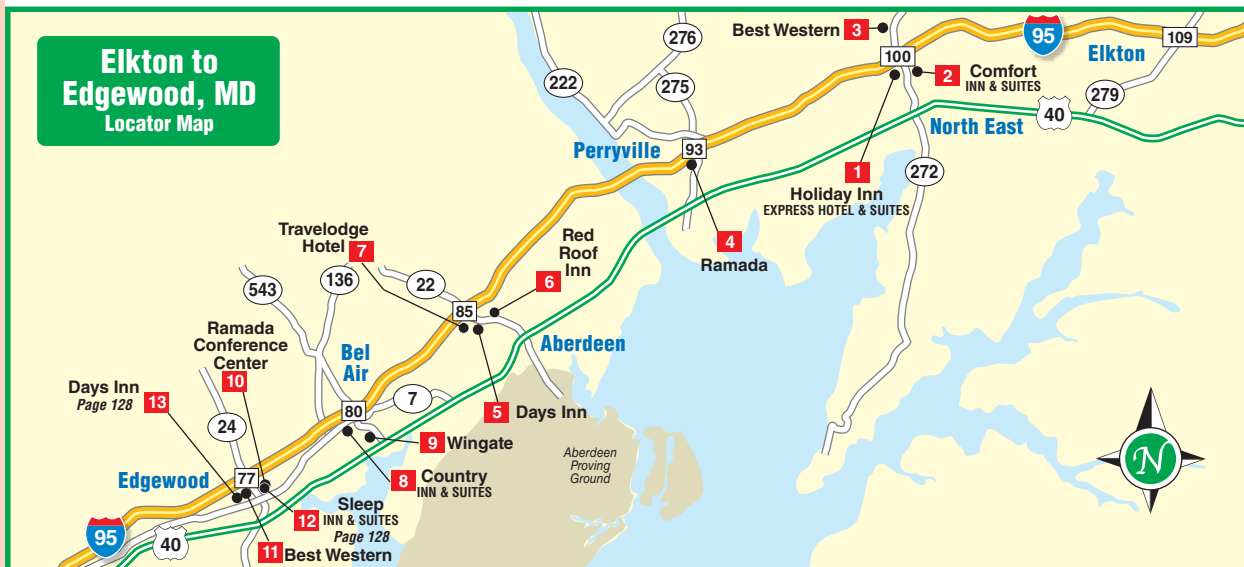 Elkton to
Edgewood, MD
Locator Map
276
222
275
Best Western 3
100
95
109
Elkton
2 Comfort
INN & SUITES
279
40
North East
Perryville
93
1
Holiday Inn
EXPRESS HOTEL & SUITES
272
4
Ramada
Travelodge
Hotel 7
Red
Roof
Inn
6
543
136
22
85
Aberdeen
Ramada
Conference
Center
10
Bel
Air
Days Inn 13
Page 128
7
80
5 Days Inn
24
9 Wingate
Aberdeen
Proving
Ground
Edgewood
77
8 Country
INN & SUITES
12 Sleep
INN & SUITES
Page 128
95
40
11 Best Western
N